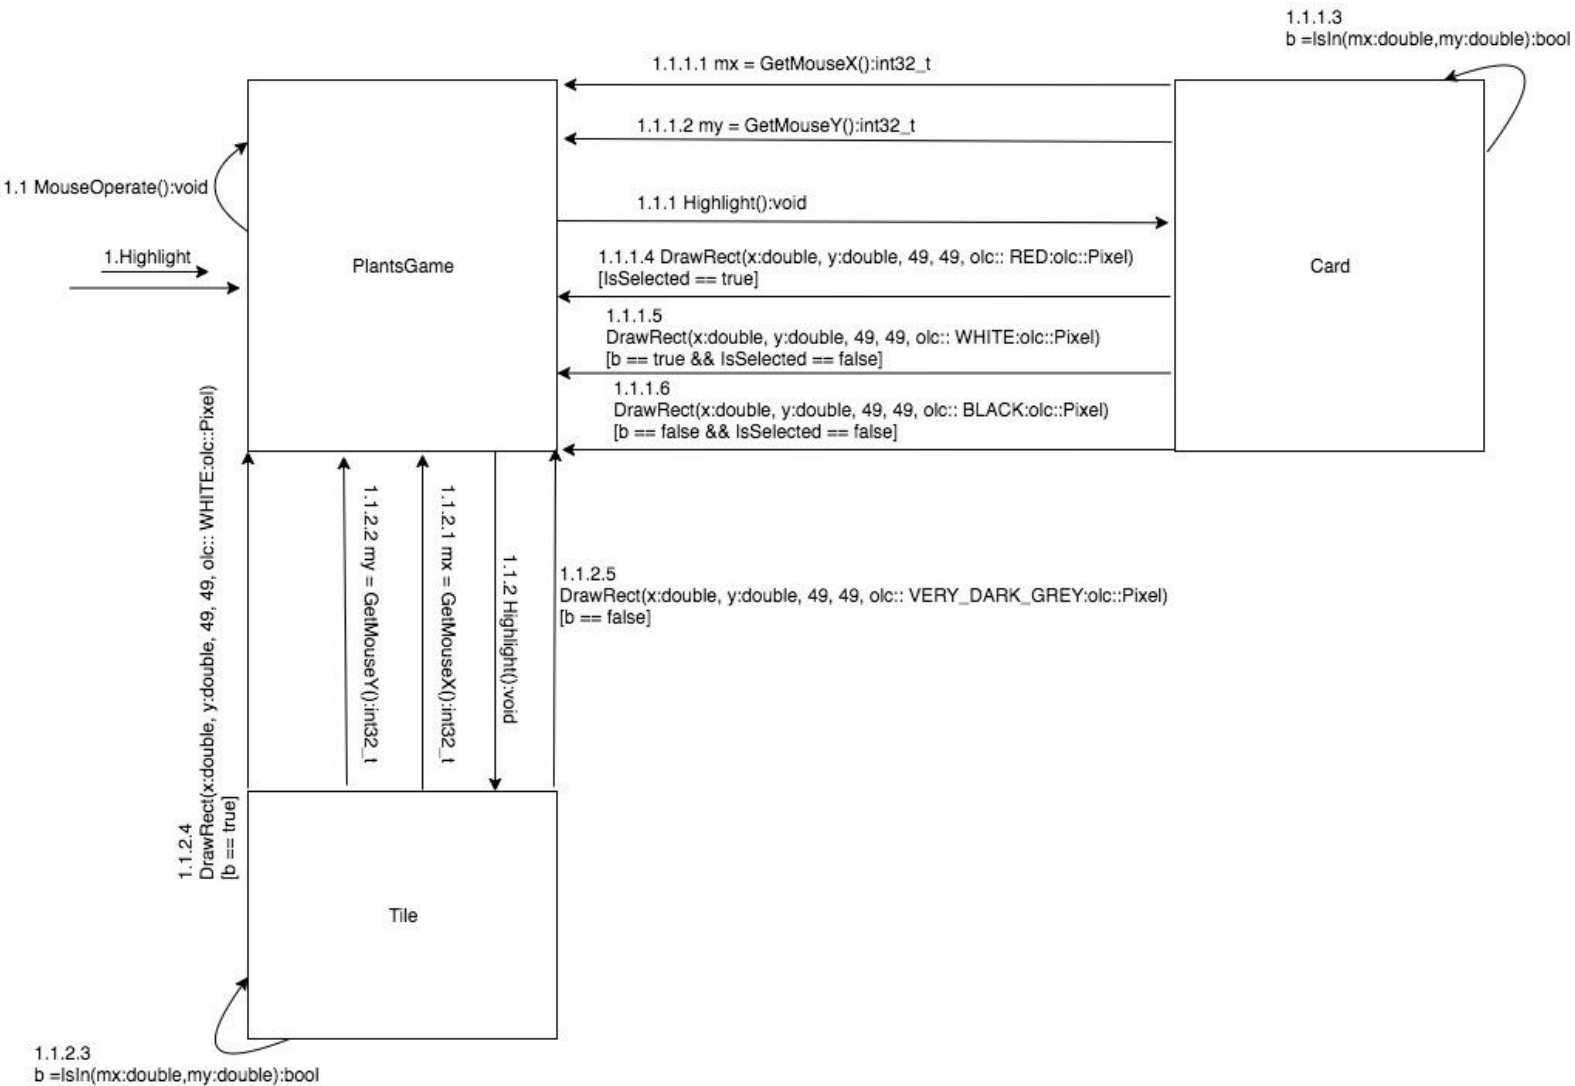 1.1.1.3
b =IsIn(mx:double,my:double):bool
1.1.1.1 mx = GetMouseX():int32_t
1.1.1.2 my = GetMouseY():int32_t
1.1 MouseOperate():void
1.1.1 Highlight():void
1.Highlight
PlantsGame
1.1.1.4 DrawRect(x:double, y:double, 49, 49, olc:: RED:olc::Pixel)
[IsSelected == true]
Card
1.1.1.5
DrawRect(x:double, y:double, 49, 49, olc:: WHITE:olc::Pixel)
[b == true && IsSelected == false]
1.1.1.6
DrawRect(x:double, y:double, 49, 49, olc:: BLACK:olc::Pixel)
[b == false && IsSelected == false]
1.1.2.4
DrawRect(x:double, y:double, 49, 49, olc:: WHITE:olc::Pixel)
[b == true]
1.1.2.2 my = GetMouseY():int32_t
1.1.2.1 mx = GetMouseX():int32_t
1.1.2 Highlight():void
1.1.2.5
DrawRect(x:double, y:double, 49, 49, olc:: VERY_DARK_GREY:olc::Pixel)
[b == false]
Tile
1.1.2.3
b =IsIn(mx:double,my:double):bool